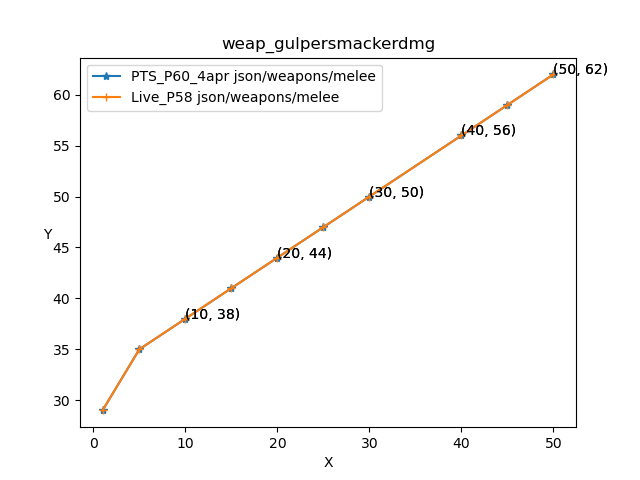 weap_gulpersmackerdmg
PTS_P60_4apr json/weapons/melee
Live_P58 json/weapons/melee
(50, 62)
(40, 56)
(30, 50)
(20, 44)
(10, 38)
60
55
50
45
40
35
30
Y
0 10 20 30 40 50
X